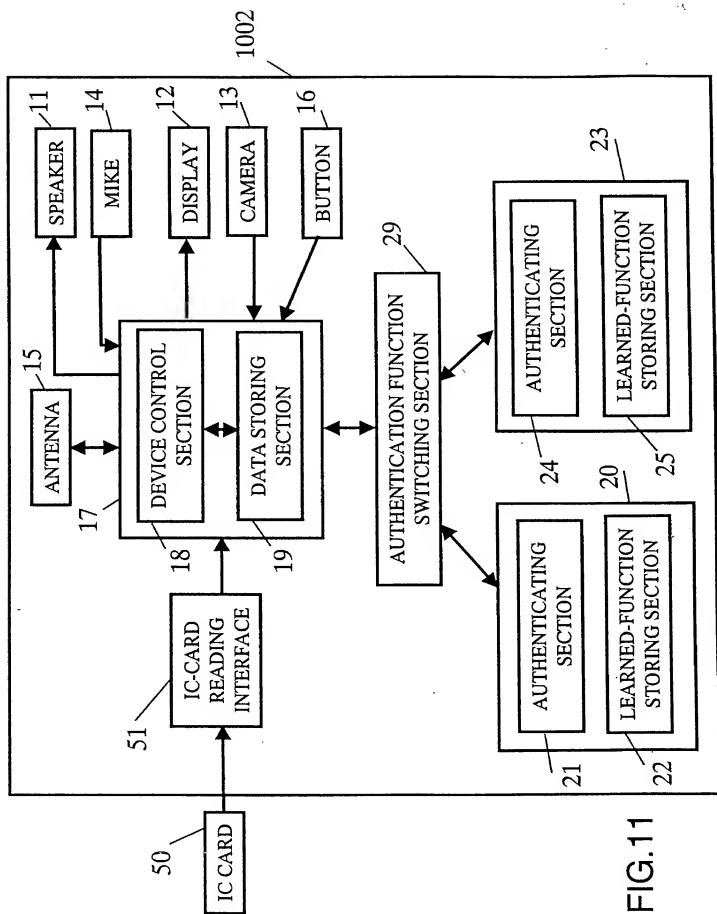 1002
11
SPEAKER
14
MIKE
12
DISPLAY
13
CAMERA
16
BUTTON
15
ANTENNA
17
DEVICE CONTROL
SECTION
18
DATA STORING
SECTION
19
IC-CARD
READING
INTERFACE
51
50
IC CARD
29
AUTHENTICATION FUNCTION
SWITCHING SECTION
23
AUTHENTICATING
SECTION
24
LEARNED-FUNCTION
STORING SECTION
25
20
AUTHENTICATING
SECTION
21
LEARNED-FUNCTION
STORING SECTION
22
FIG.11